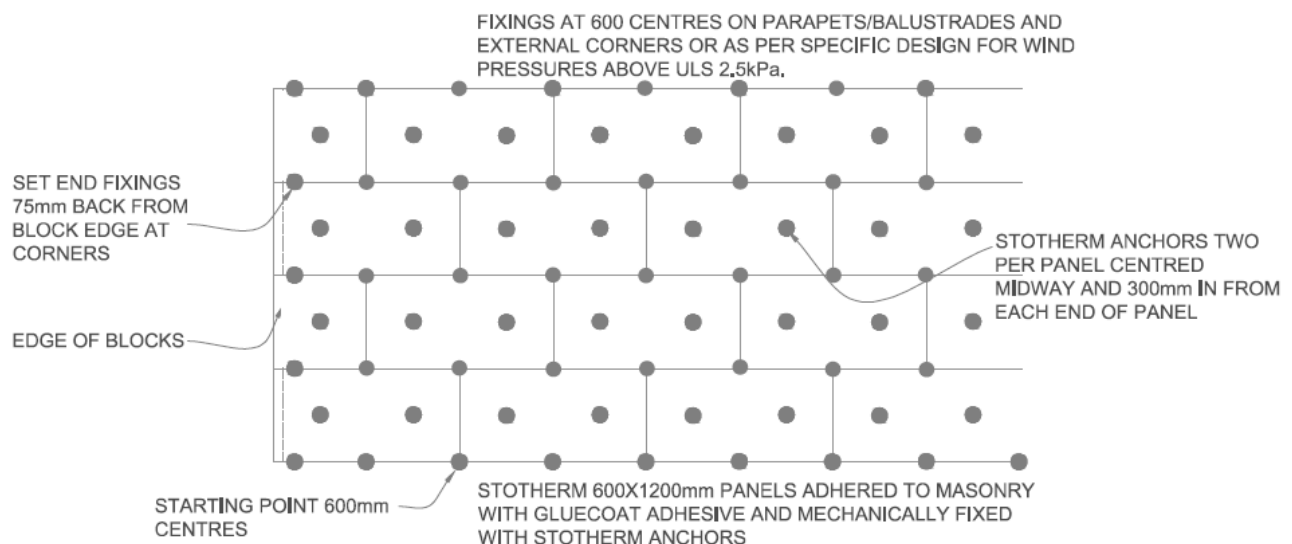 FIXINGS AT 600 CENTRES ON PARAPETS/BALUSTRADES AND
EXTERNAL CORNERS OR AS PER SPECIFIC DESIGN FOR WIND
PRESSURES ABOVE ULS 2.5kPa.
SET END FIXINGS
75mm BACK FROM
BLOCK EDGE AT
CORNERS
STOTHERM ANCHORS TWO
PER PANEL CENTRED
MIDWAY AND 300mm IN FROM
EACH END OF PANEL
EDGE OF BLOCKS
STARTING POINT 600mm
CENTRES
STOTHERM 600X1200mm PANELS ADHERED TO MASONRY
WITH GLUECOAT ADHESIVE AND MECHANICALLY FIXED
WITH STOTHERM ANCHORS